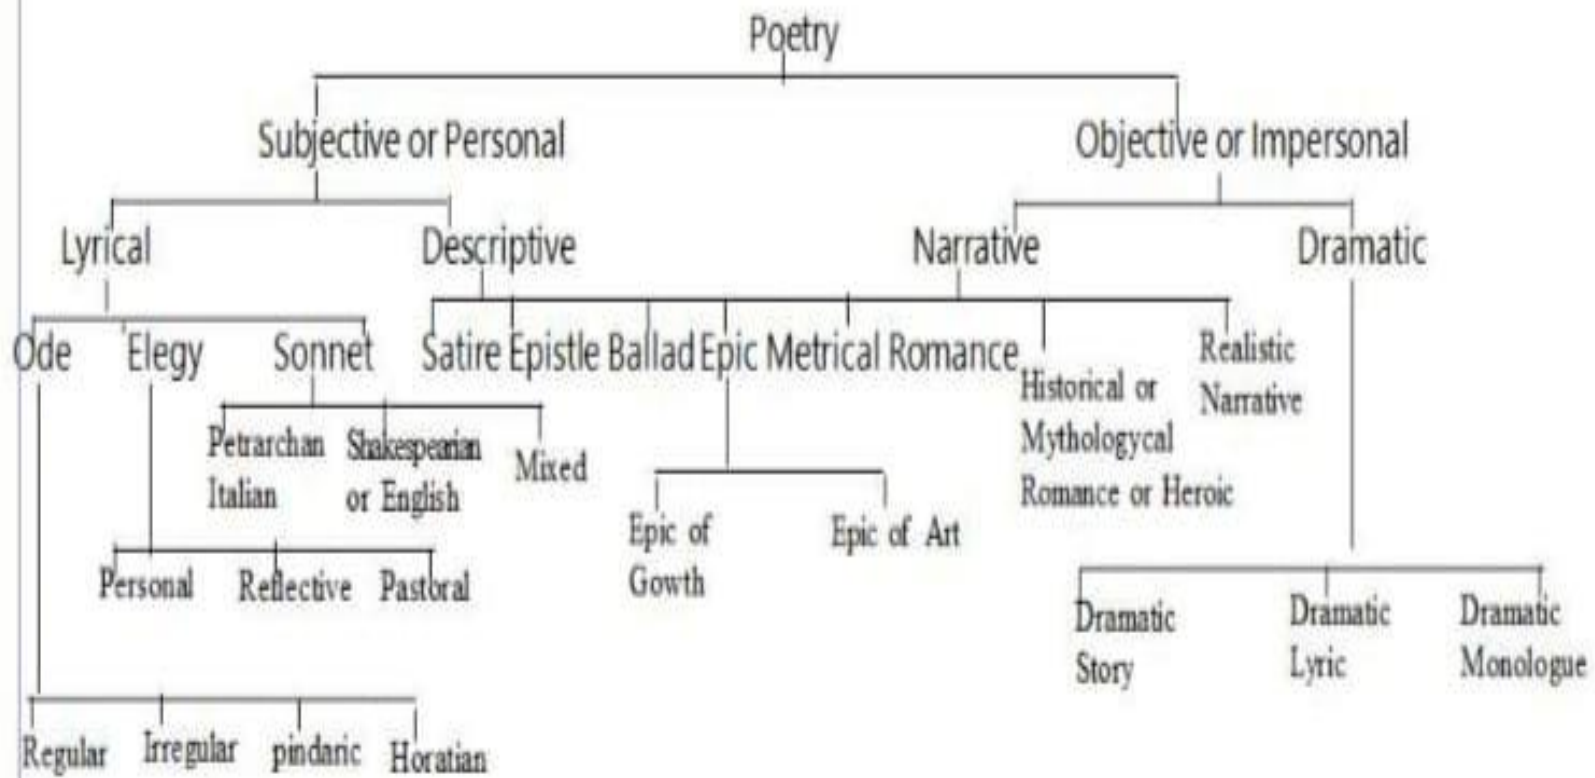 Poetry
Subjective or Personal
Objective or Impersonal
Lyrical
Descriptive
Narrative
Dramatic
Ode
Elegy
Sonnet
Satire
Epistle
Ballad
Epic
Metrical Romance
Historical or
Mythologycal
Romance or Heroic
Realistic
Narrative
Petrarchan
Italian
Shakespearian
or English
Mixed
Epic of
Gowth
Epic of Art
Personal
Reflective
Pastoral
Dramatic
Story
Dramatic
Lyric
Dramatic
Monologue
Regular
Irregular
pindaric
Horatian